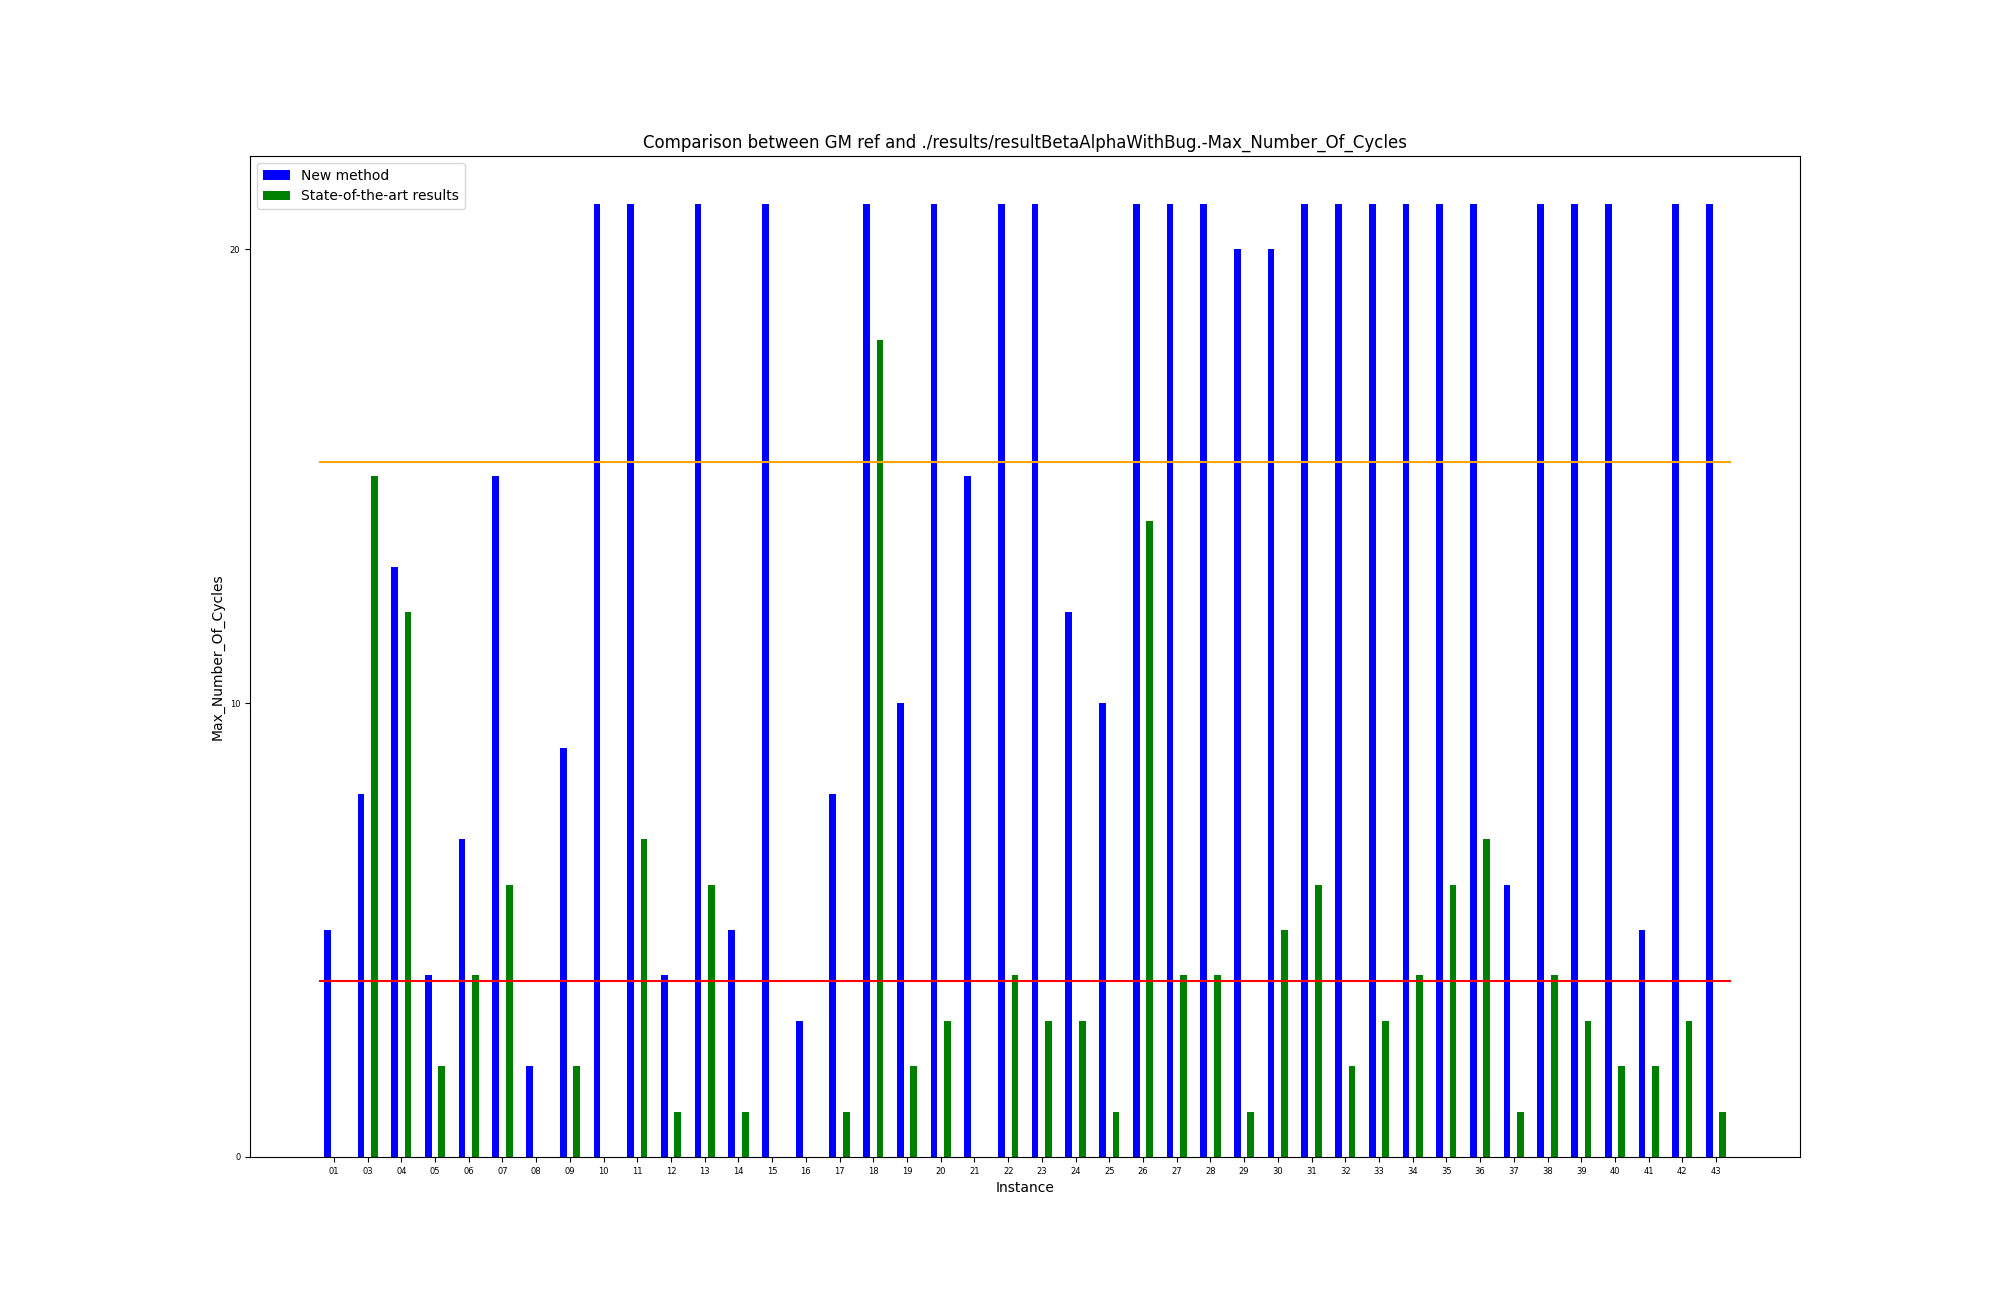 Comparison between GM ref and ./results/resultBetaAlphaWithBug.-Max_Number_Of_Cycles
New method
State-of-the-art results
20
10
0
Max_Number_Of_Cycles
01 03 04 05 06 07 08 09 10 11 12 13 14 15 16 17 18 19 20 21 22 23 24 25 26 27 28 29 30 31 32 33 34 35 36 37 38 39 40 41 42 43
Instance